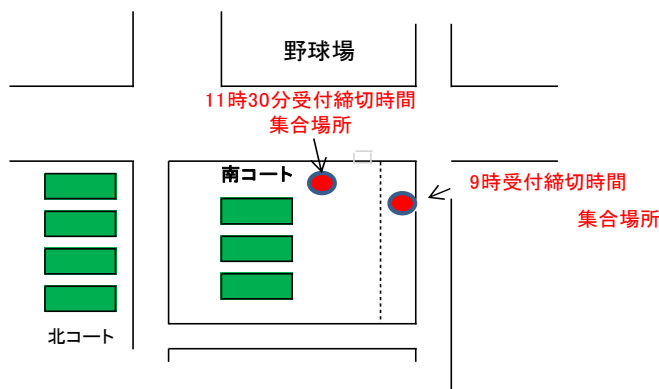 野球場
11時30分受付締切時間
集合場所
南コート
9時受付締切時間
集合場所
北コート